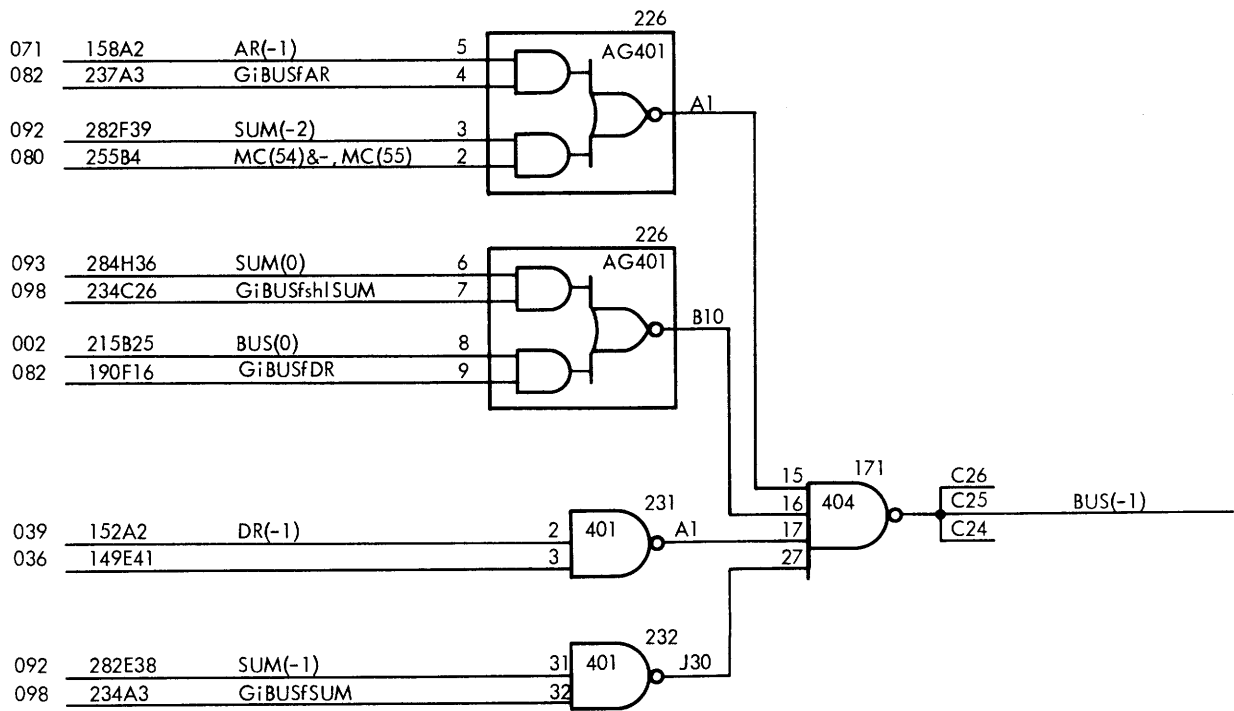 226
AG401
071 158A2 AR(-1) 5
082 237A3 GiBUSfAR 4
A1
092 282F39 SUM(-2) 3
080 255B4 MC(54)&-,MC(55) 2
226
AG401
093 284H36 SUM(0) 6
098 234C26 GiBUSfshlSUM 7
B10
002 215B25 BUS(0) 8
082 190F16 GiBUSfDR 9
15 171 C26
404
16 C25 BUS(-1)
17 C24
27
231
039 152A2 DR(-1) 2 401 A1
036 149E41 3
232
092 282E38 SUM(-1) 31 401 J30
098 234A3 GiBUSfSUM 32